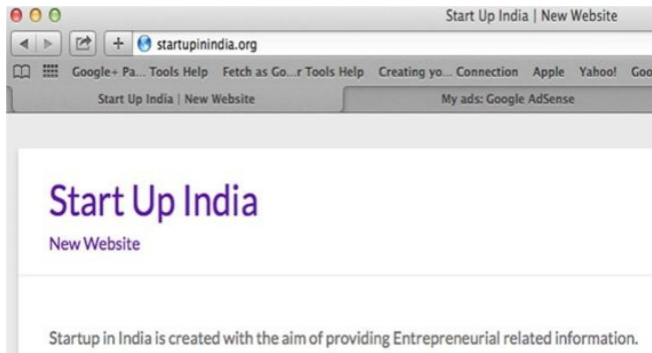 Start Up India | New Website
startupinindia.org
Google+ Pa... Tools Help Fetch as Go...r Tools Help Creating yo... Connection Apple Yahoo! Goo
Start Up India | New Website My ads: Google AdSense
Start Up India
New Website
Startup in India is created with the aim of providing Entrepreneurial related information.